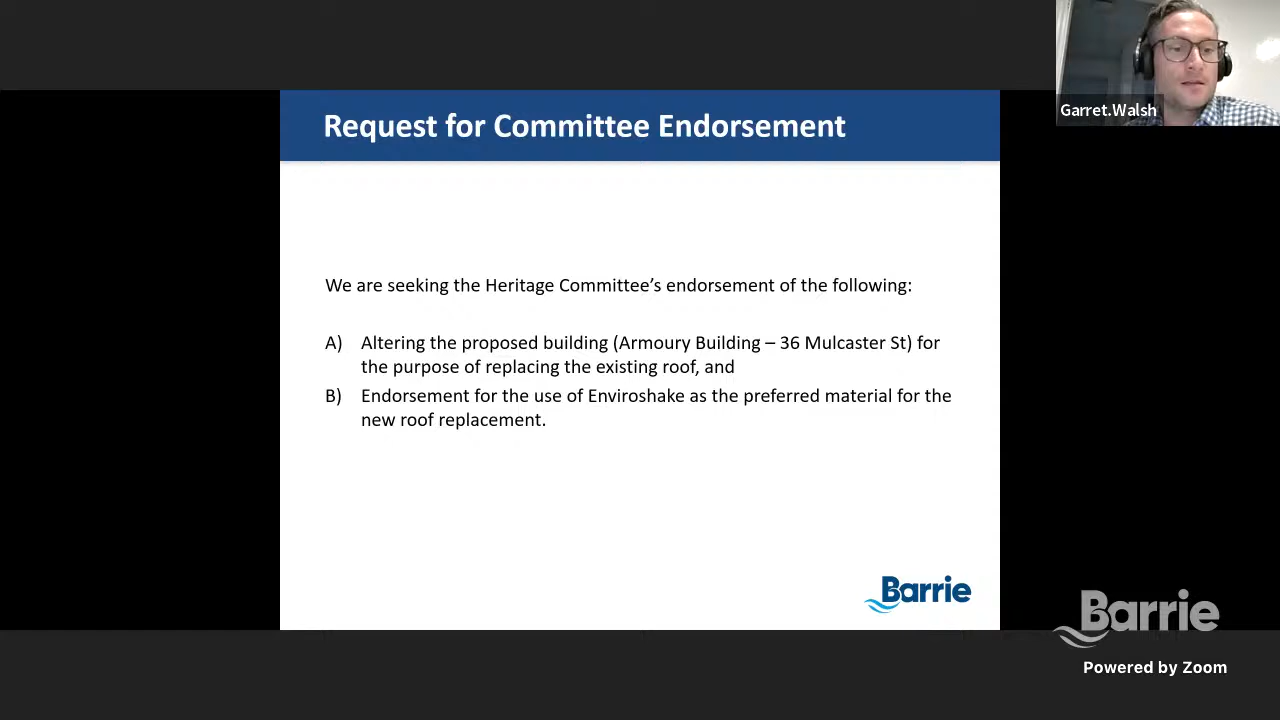 Request for Committee Endorsement
Garret.Walsh
We are seeking the Heritage Committee’s endorsement of the following:
A) Altering the proposed building (Armoury Building – 36 Mulcaster St) for
the purpose of replacing the existing roof, and
B) Endorsement for the use of Enviroshake as the preferred material for the
new roof replacement.
Barrie
Barrie
Powered by Zoom